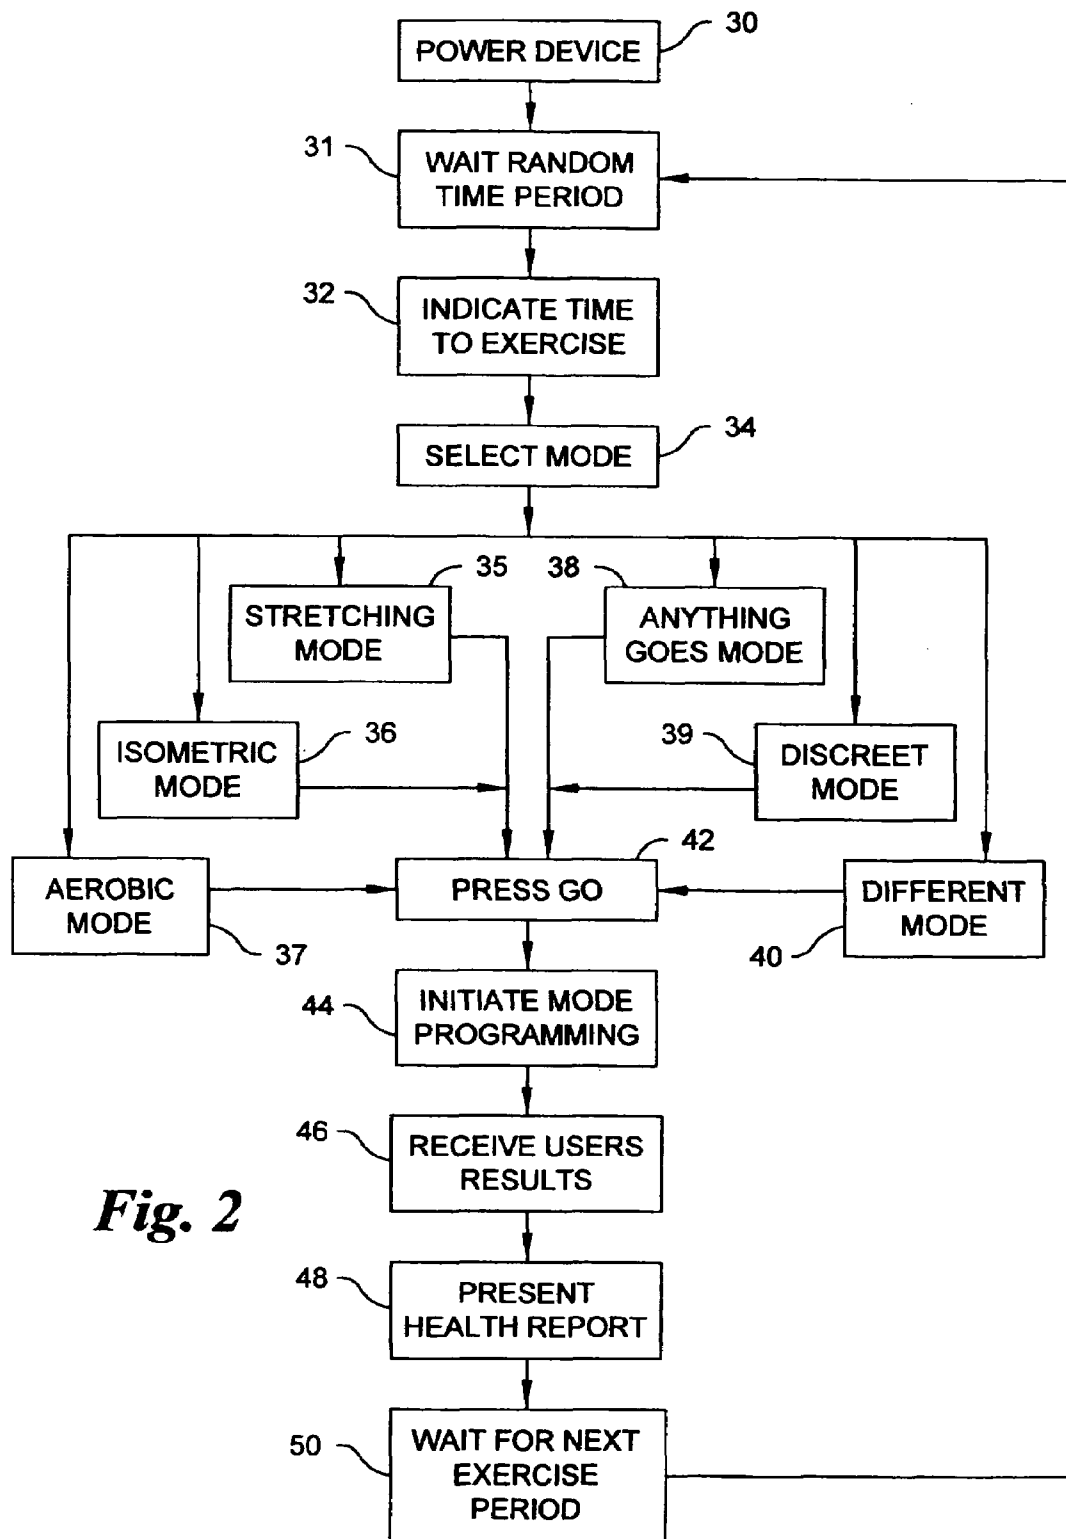 30
POWER DEVICE
31
WAIT RANDOM
TIME PERIOD
32
INDICATE TIME
TO EXERCISE
34
SELECT MODE
35
STRETCHING
MODE
38
ANYTHING
GOES MODE
36
ISOMETRIC
MODE
39
DISCREET
MODE
42
PRESS GO
AEROBIC
MODE
37
DIFFERENT
MODE
40
44
INITIATE MODE
PROGRAMMING
46
RECEIVE USERS
RESULTS
Fig. 2
48
PRESENT
HEALTH REPORT
50
WAIT FOR NEXT
EXERCISE
PERIOD